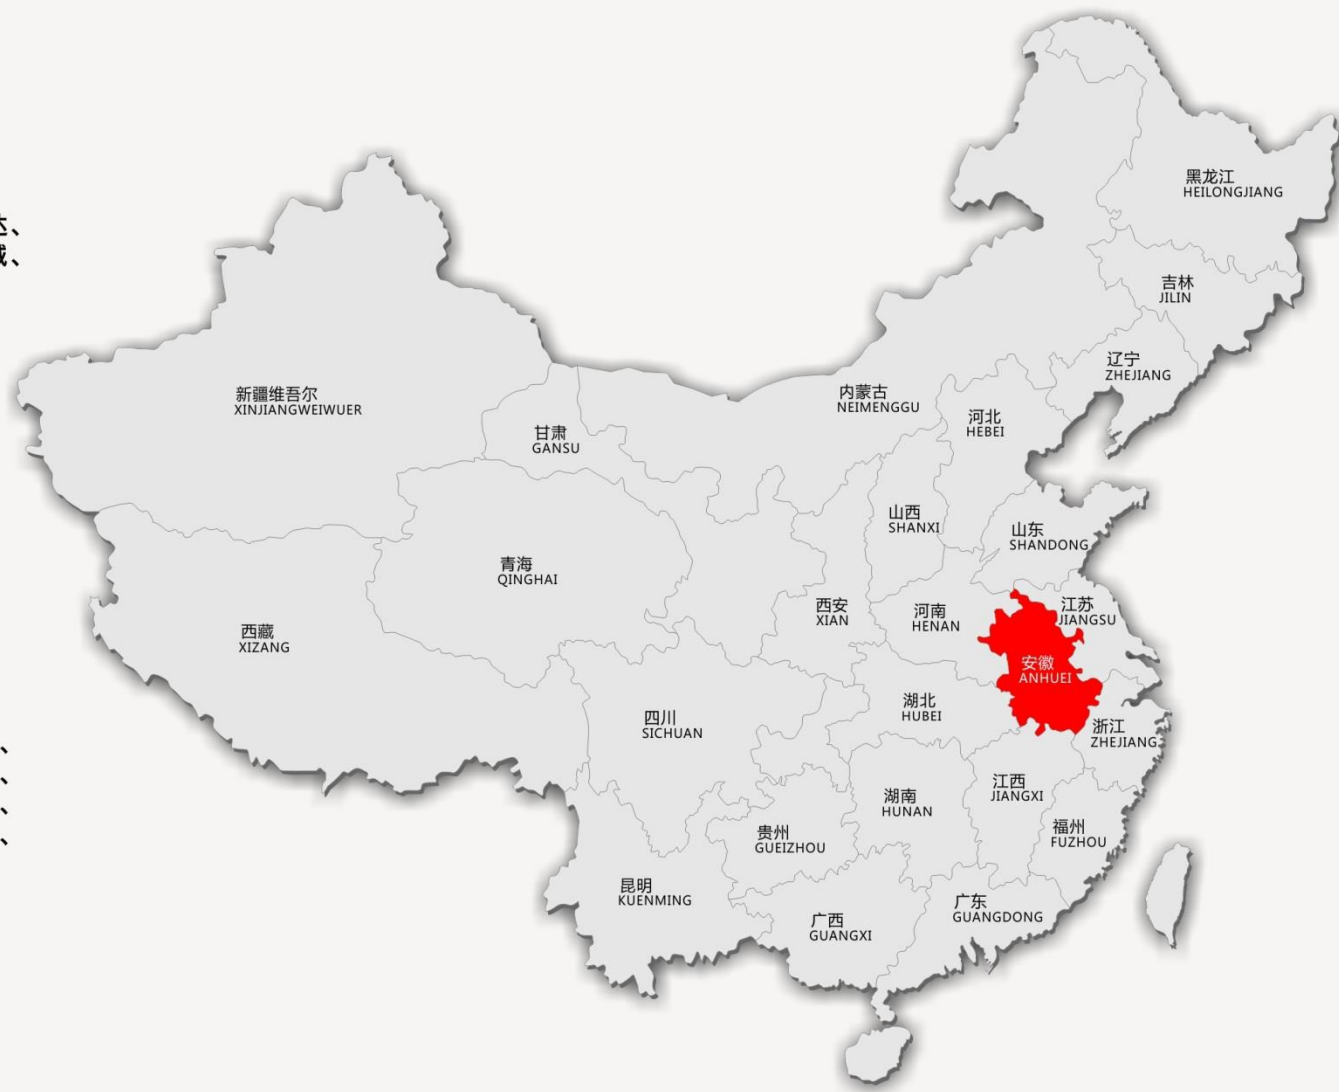 黑龙江
HEILONGJIANG
吉林
JILIN
辽宁
ZHEJIANG
新疆维吾尔
XINJIANGWEIWUER
内蒙古
NEIMENGGU
河北
HEBEI
甘肃
GANSU
山西
SHANXI
山东
SHANDONG
青海
QINGHAI
西安
XIAN
河南
HENAN
江苏
JIANGSU
西藏
XIZANG
安徽
ANHUEI
四川
SICHUAN
湖北
HUBEI
浙江
ZHEJIANG
江西
JIANGXI
湖南
HUNAN
贵州
GUEIZHOU
福州
FUZHOU
昆明
KUENMING
广西
GUANGXI
广东
GUANGDONG